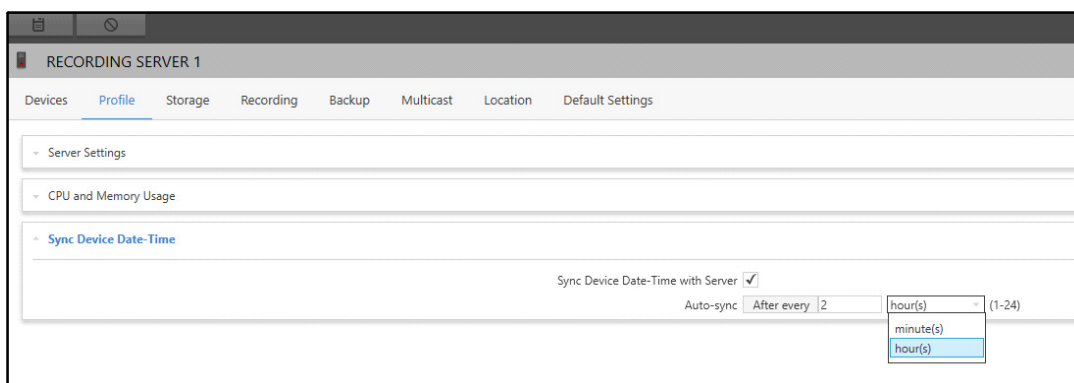 RECORDING SERVER 1
Devices Profile Storage Recording Backup Multicast Location Default Settings
Server Settings
CPU and Memory Usage
Sync Device Date-Time
Sync Device Date-Time with Server
Auto-sync After every 2 hour(s) (1-24)
minute(s)
hour(s)